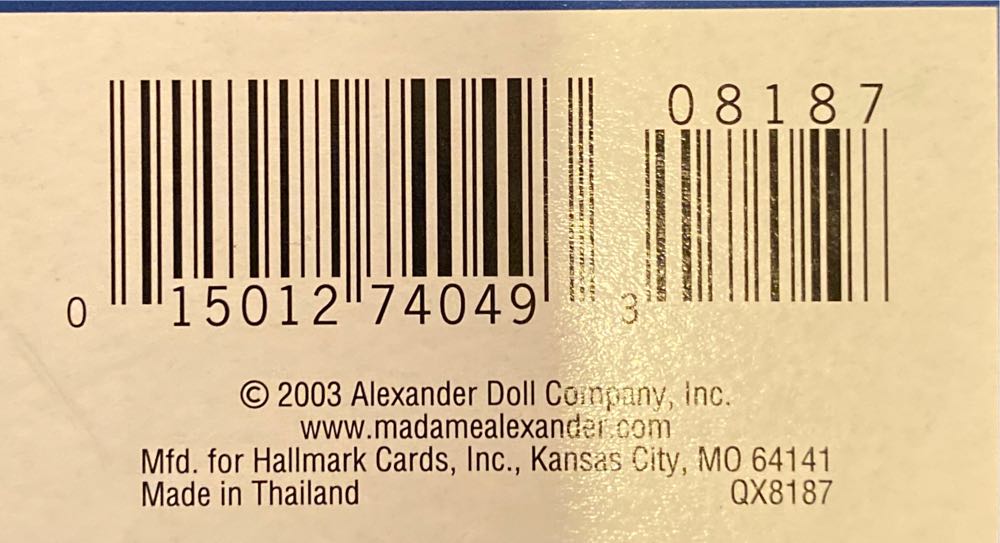 08187
0 15012 74049 3
© 2003 Alexander Doll Company, Inc.
www.madamealexander.com
Mfd. for Hallmark Cards, Inc., Kansas City, MO 64141
Made in Thailand QX8187